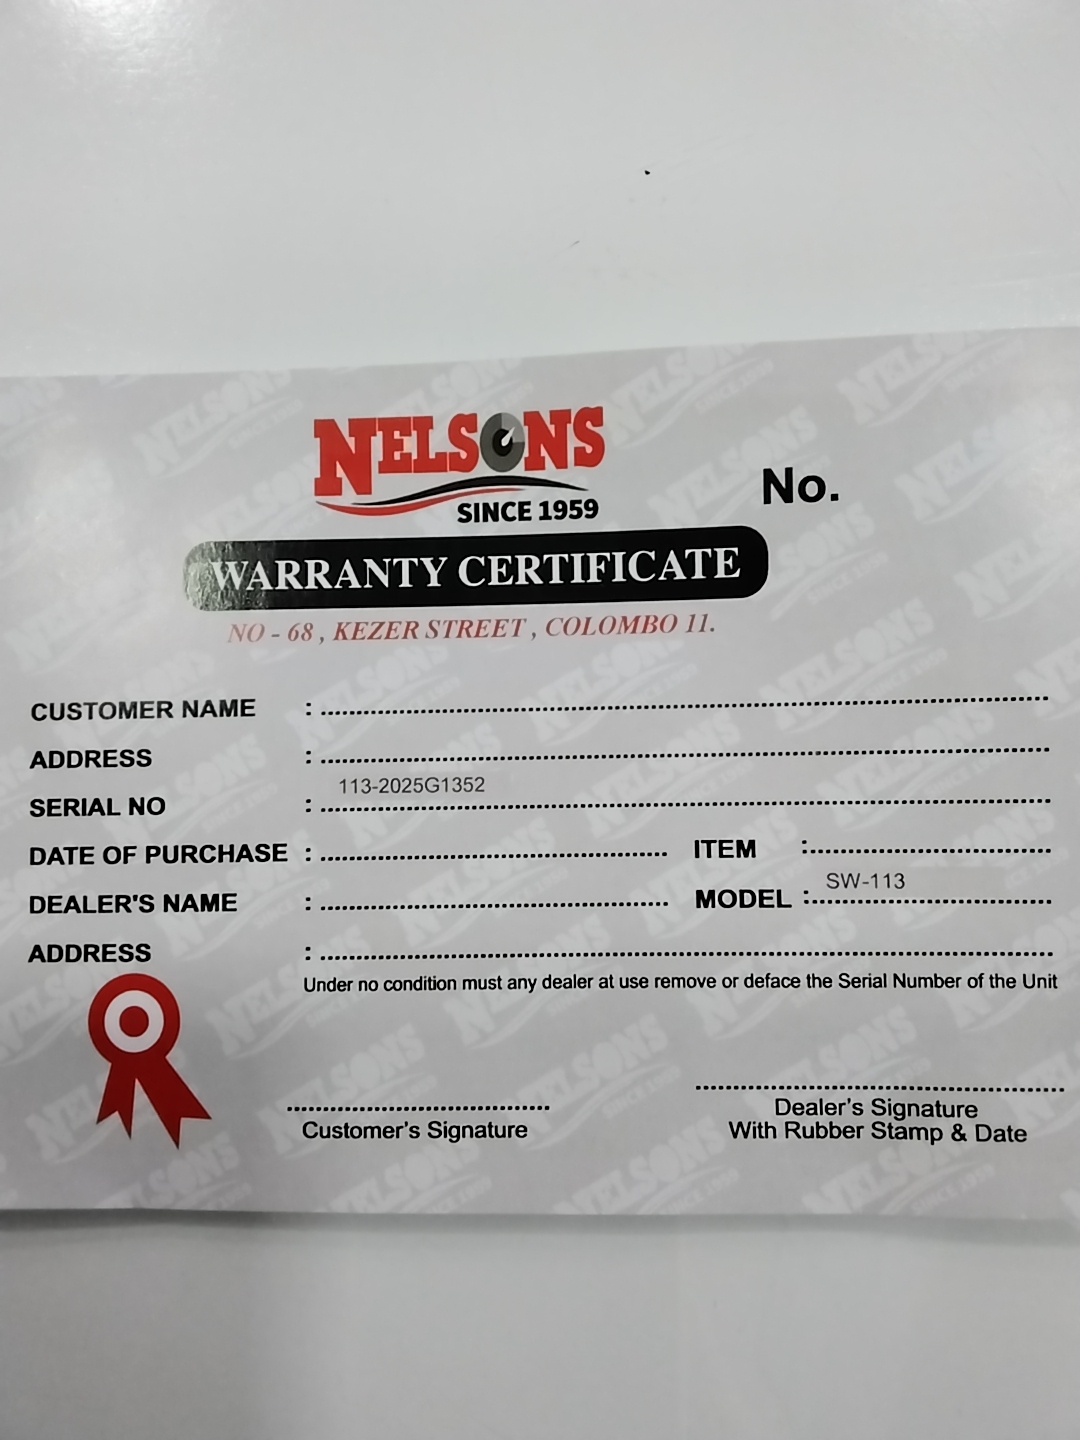 NELSONS
SINCE 1959
No.
WARRANTY CERTIFICATE
NO - 68 , KEZER STREET , COLOMBO 11.
CUSTOMER NAME : ........................................
ADDRESS : ........................................
SERIAL NO : 113-2025G1352
DATE OF PURCHASE : .................... ITEM :....................
DEALER'S NAME : .................... MODEL : SW-113
ADDRESS : ........................................
Under no condition must any dealer at use remove or deface the Serial Number of the Unit
Customer's Signature
Dealer's Signature
With Rubber Stamp & Date